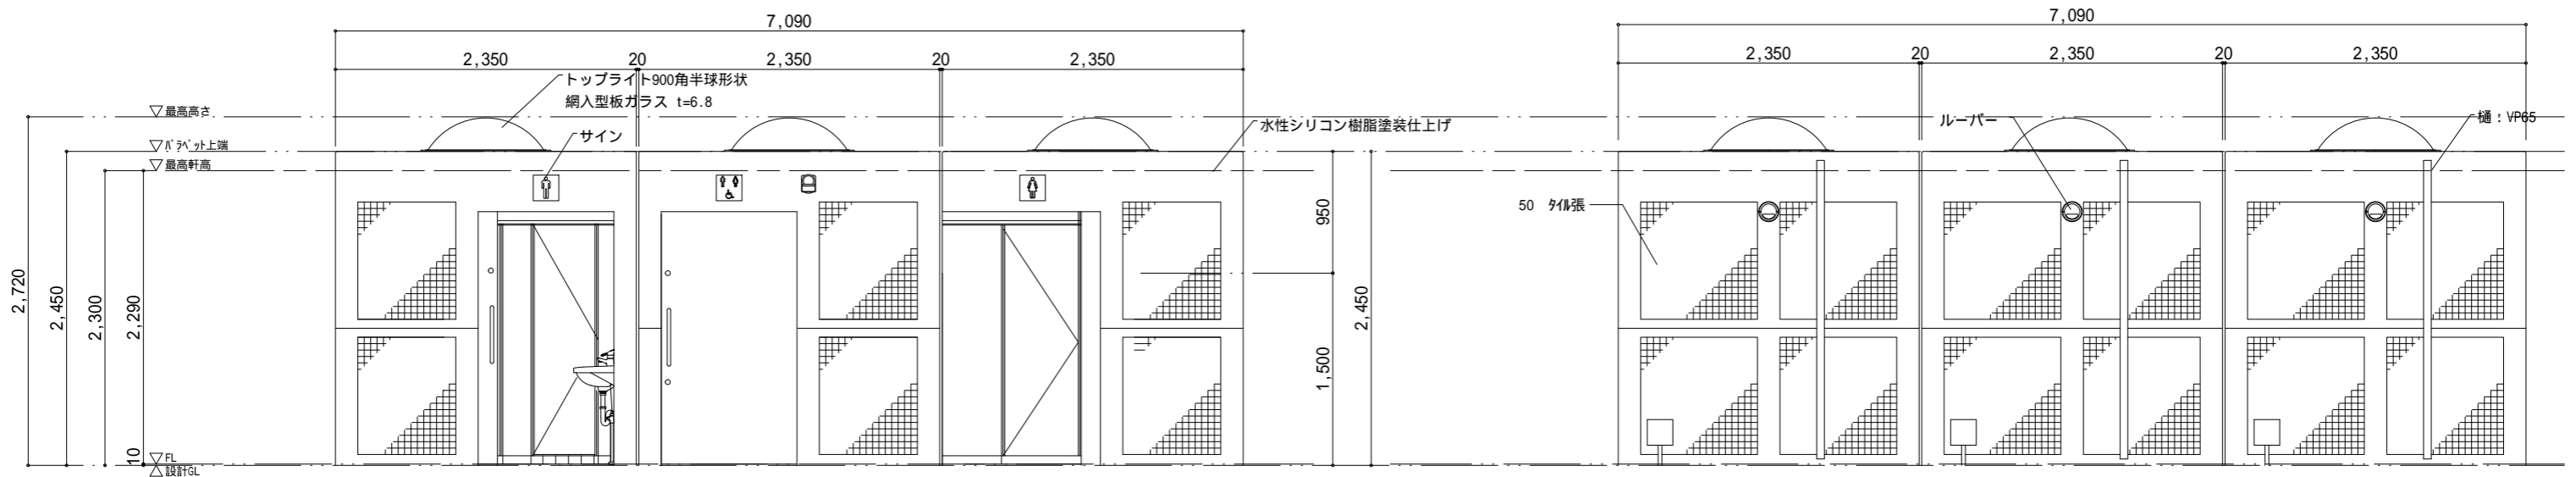 7,090
2,350
20
2,350
20
2,350
トップライト900角半球形状
網入型板ガラス t=6.8
サイン
水性シリコン樹脂塗装仕上げ
▽最高高さ
▽パラペット上端
▽最高軒高
▽FL
△設計GL
2,720
2,450
2,300
2,290
10
950
1,500
2,450
7,090
2,350
20
2,350
20
2,350
ルーバー
樋：VP65
50 タイル張